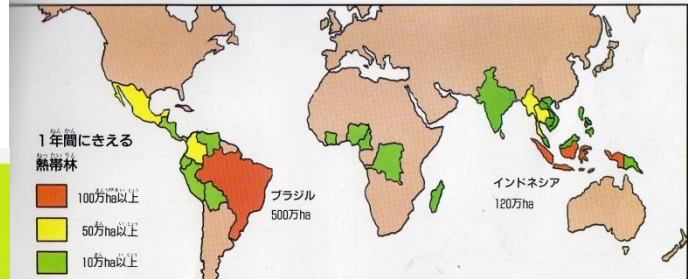 1年間にきえる
熱帯林
100万ha以上
50万ha以上
10万ha以上
ブラジル
500万ha
インドネシア
120万ha